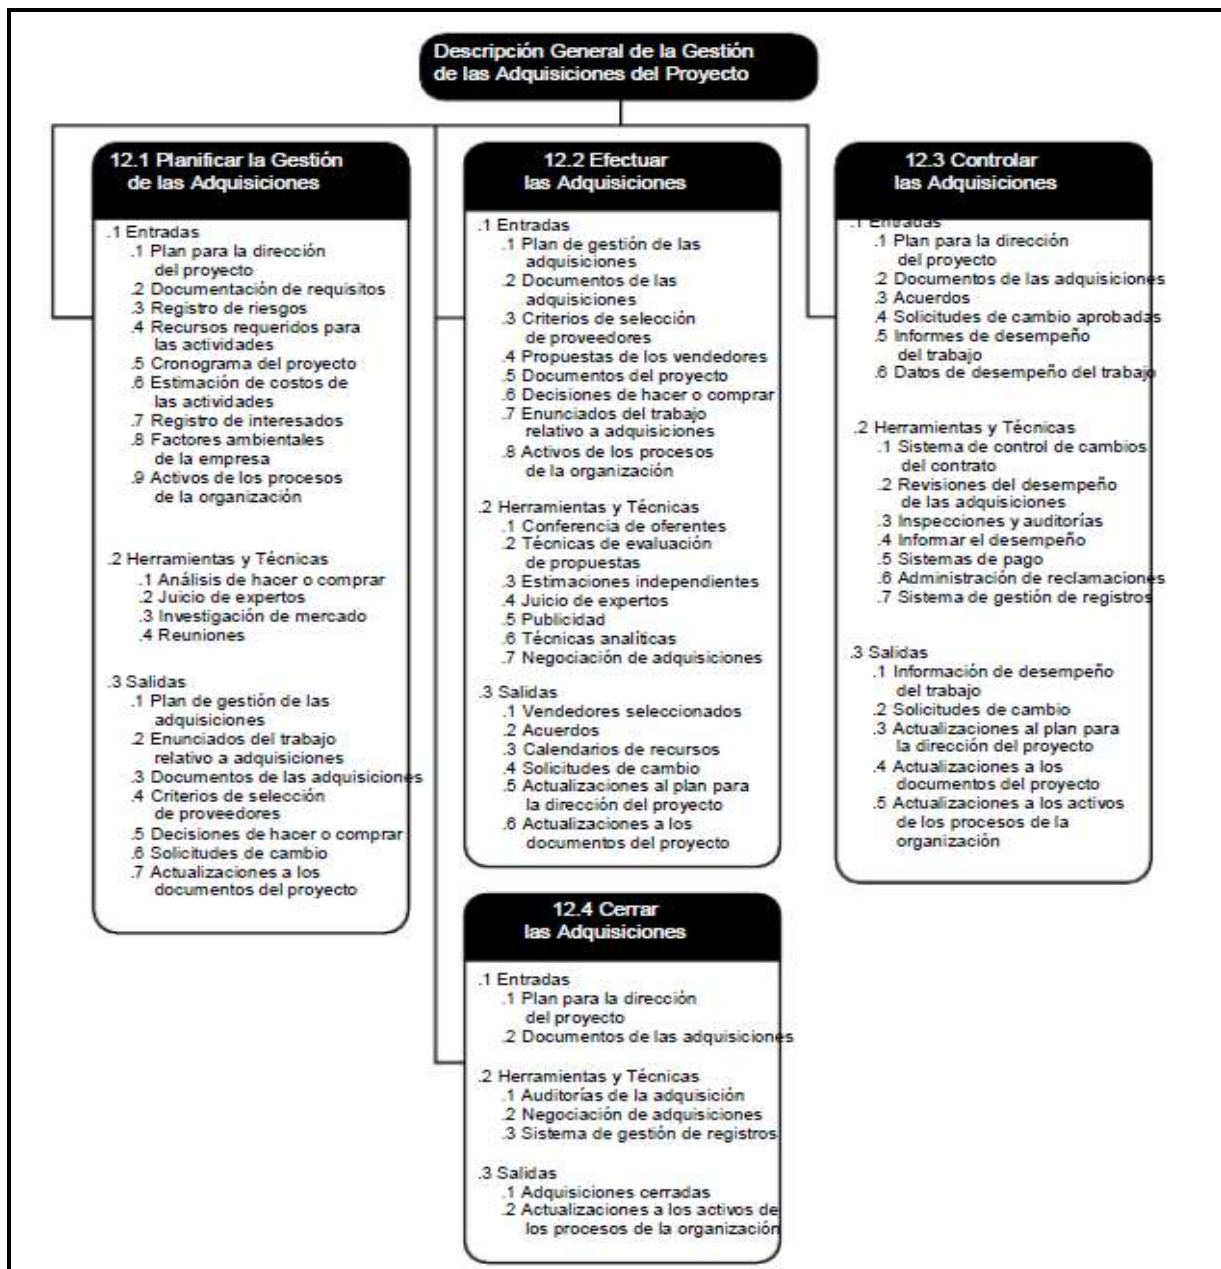 Descripción General de la Gestión
de las Adquisiciones del Proyecto
12.1 Planificar la Gestión
de las Adquisiciones
.1 Entradas
.1 Plan para la dirección
del proyecto
.2 Documentación de requisitos
.3 Registro de riesgos
.4 Recursos requeridos para
las actividades
.5 Cronograma del proyecto
.6 Estimación de costos de
las actividades
.7 Registro de interesados
.8 Factores ambientales
de la empresa
.9 Activos de los procesos
de la organización
.2 Herramientas y Técnicas
.1 Análisis de hacer o comprar
.2 Juicio de expertos
.3 Investigación de mercado
.4 Reuniones
.3 Salidas
.1 Plan de gestión de las
adquisiciones
.2 Enunciados del trabajo
relativo a adquisiciones
.3 Documentos de las adquisiciones
.4 Criterios de selección
de proveedores
.5 Decisiones de hacer o comprar
.6 Solicitudes de cambio
.7 Actualizaciones a los
documentos del proyecto
12.2 Efectuar
las Adquisiciones
.1 Entradas
.1 Plan de gestión de las
adquisiciones
.2 Documentos de las
adquisiciones
.3 Criterios de selección
de proveedores
.4 Propuestas de los vendedores
.5 Documentos del proyecto
.6 Decisiones de hacer o comprar
.7 Enunciados del trabajo
relativo a adquisiciones
.8 Activos de los procesos
de la organización
.2 Herramientas y Técnicas
.1 Conferencia de oferentes
.2 Técnicas de evaluación
de propuestas
.3 Estimaciones independientes
.4 Juicio de expertos
.5 Publicidad
.6 Técnicas analíticas
.7 Negociación de adquisiciones
.3 Salidas
.1 Vendedores seleccionados
.2 Acuerdos
.3 Calendarios de recursos
.4 Solicitudes de cambio
.5 Actualizaciones al plan para
la dirección del proyecto
.6 Actualizaciones a los
documentos del proyecto
12.3 Controlar
las Adquisiciones
.1 Entradas
.1 Plan para la dirección
del proyecto
.2 Documentos de las adquisiciones
.3 Acuerdos
.4 Solicitudes de cambio aprobadas
.5 Informes de desempeño
del trabajo
.6 Datos de desempeño del trabajo
.2 Herramientas y Técnicas
.1 Sistema de control de cambios
del contrato
.2 Revisiones del desempeño
de las adquisiciones
.3 Inspecciones y auditorías
.4 Informar el desempeño
.5 Sistemas de pago
.6 Administración de reclamaciones
.7 Sistema de gestión de registros
.3 Salidas
.1 Información de desempeño
del trabajo
.2 Solicitudes de cambio
.3 Actualizaciones al plan para
la dirección del proyecto
.4 Actualizaciones a los
documentos del proyecto
.5 Actualizaciones a los activos
de los procesos de la
organización
12.4 Cerrar
las Adquisiciones
.1 Entradas
.1 Plan para la dirección
del proyecto
.2 Documentos de las adquisiciones
.2 Herramientas y Técnicas
.1 Auditorías de la adquisición
.2 Negociación de adquisiciones
.3 Sistema de gestión de registros
.3 Salidas
.1 Adquisiciones cerradas
.2 Actualizaciones a los activos de
los procesos de la organización